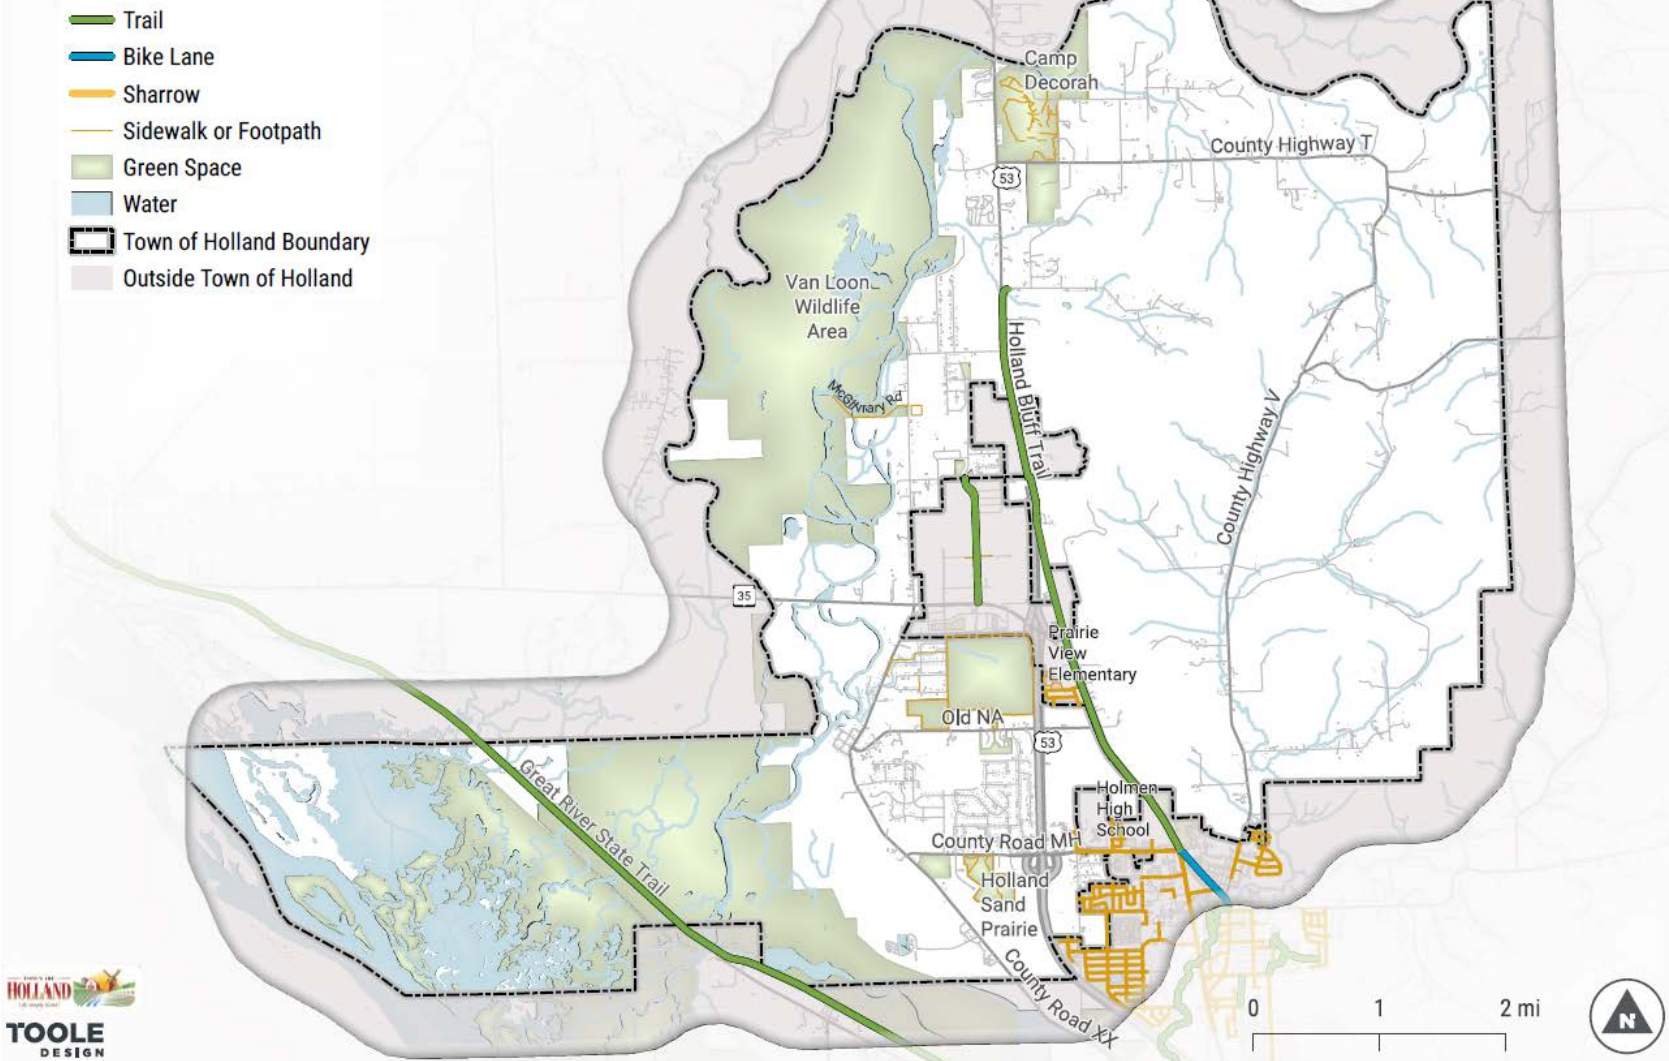 Trail
Bike Lane
Sharrow
Sidewalk or Footpath
Green Space
Water
Town of Holland Boundary
Outside Town of Holland
Camp
Decorah
County Highway T
53
Van Loon
Wildlife
Area
McGilvray Rd
Holland Bluff Trail
County Highway V
35
Prairie
View
Elementary
Old NA
53
Great River State Trail
Holmen
High
School
County Road MH
Holland
Sand
Prairie
County Road XX
HOLLAND
TOOLE
DESIGN
0 1 2 mi
N